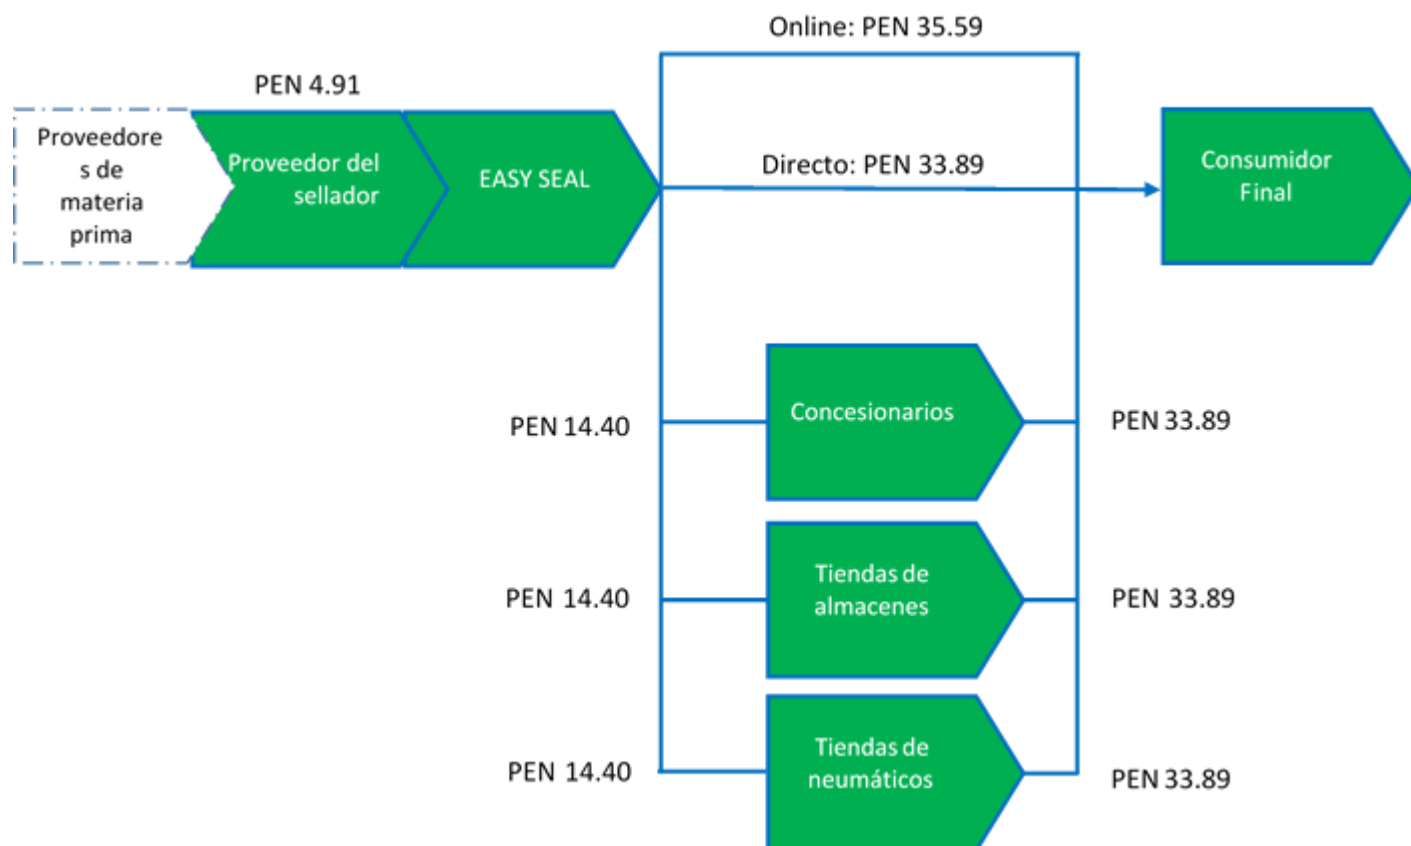 Online: PEN 35.59
PEN 4.91
Proveedore
s de
materia
prima
Proveedor del
sellador
EASY SEAL
Directo: PEN 33.89
Consumidor
Final
PEN 14.40
Concesionarios
PEN 33.89
PEN 14.40
Tiendas de
almacenes
PEN 33.89
PEN 14.40
Tiendas de
neumáticos
PEN 33.89